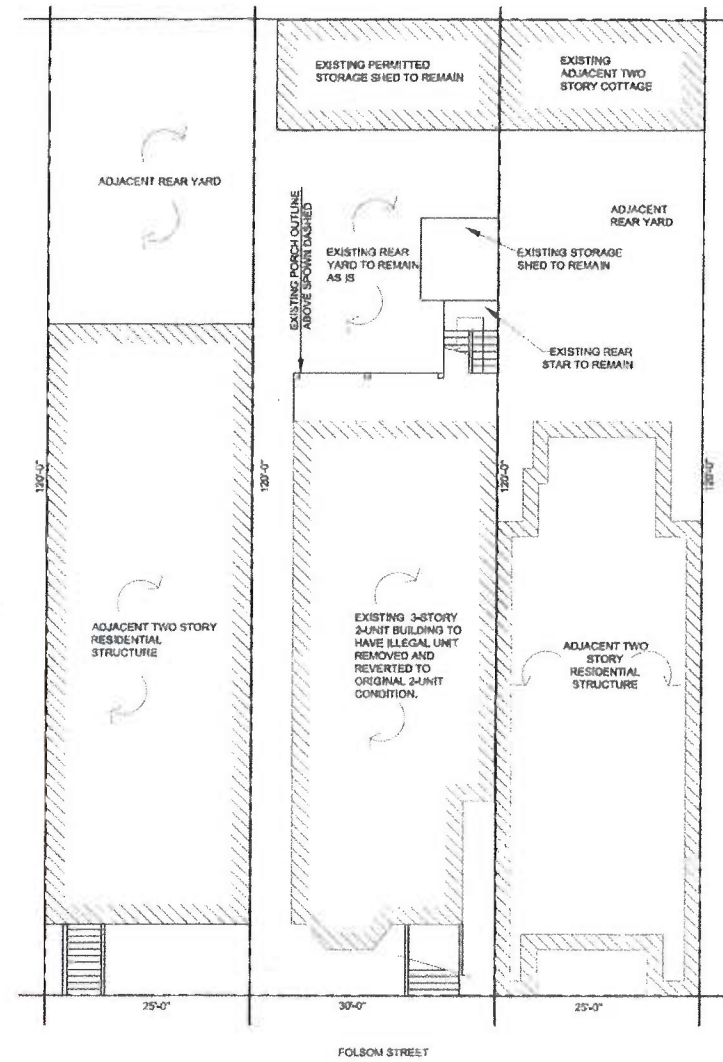 EXISTING PERMITTED
STORAGE SHED TO REMAIN
EXISTING
ADJACENT TWO
STORY COTTAGE
ADJACENT REAR YARD
EXISTING PORCH OUTLINE
ABOVE SPOWN DASHED
EXISTING REAR
YARD TO REMAIN
AS IS
ADJACENT
REAR YARD
EXISTING STORAGE
SHED TO REMAIN
EXISTING REAR
STAR TO REMAIN
120'-0"
120'-0"
120'-0"
120'-0"
ADJACENT TWO STORY
RESIDENTIAL
STRUCTURE
EXISTING 3-STORY
2-UNIT BUILDING TO
HAVE ILLEGAL UNIT
REMOVED AND
REVERTED TO
ORIGINAL 2-UNIT
CONDITION.
ADJACENT TWO
STORY
RESIDENTIAL
STRUCTURE
25'-0"
30'-0"
25'-0"
FOLSOM STREET